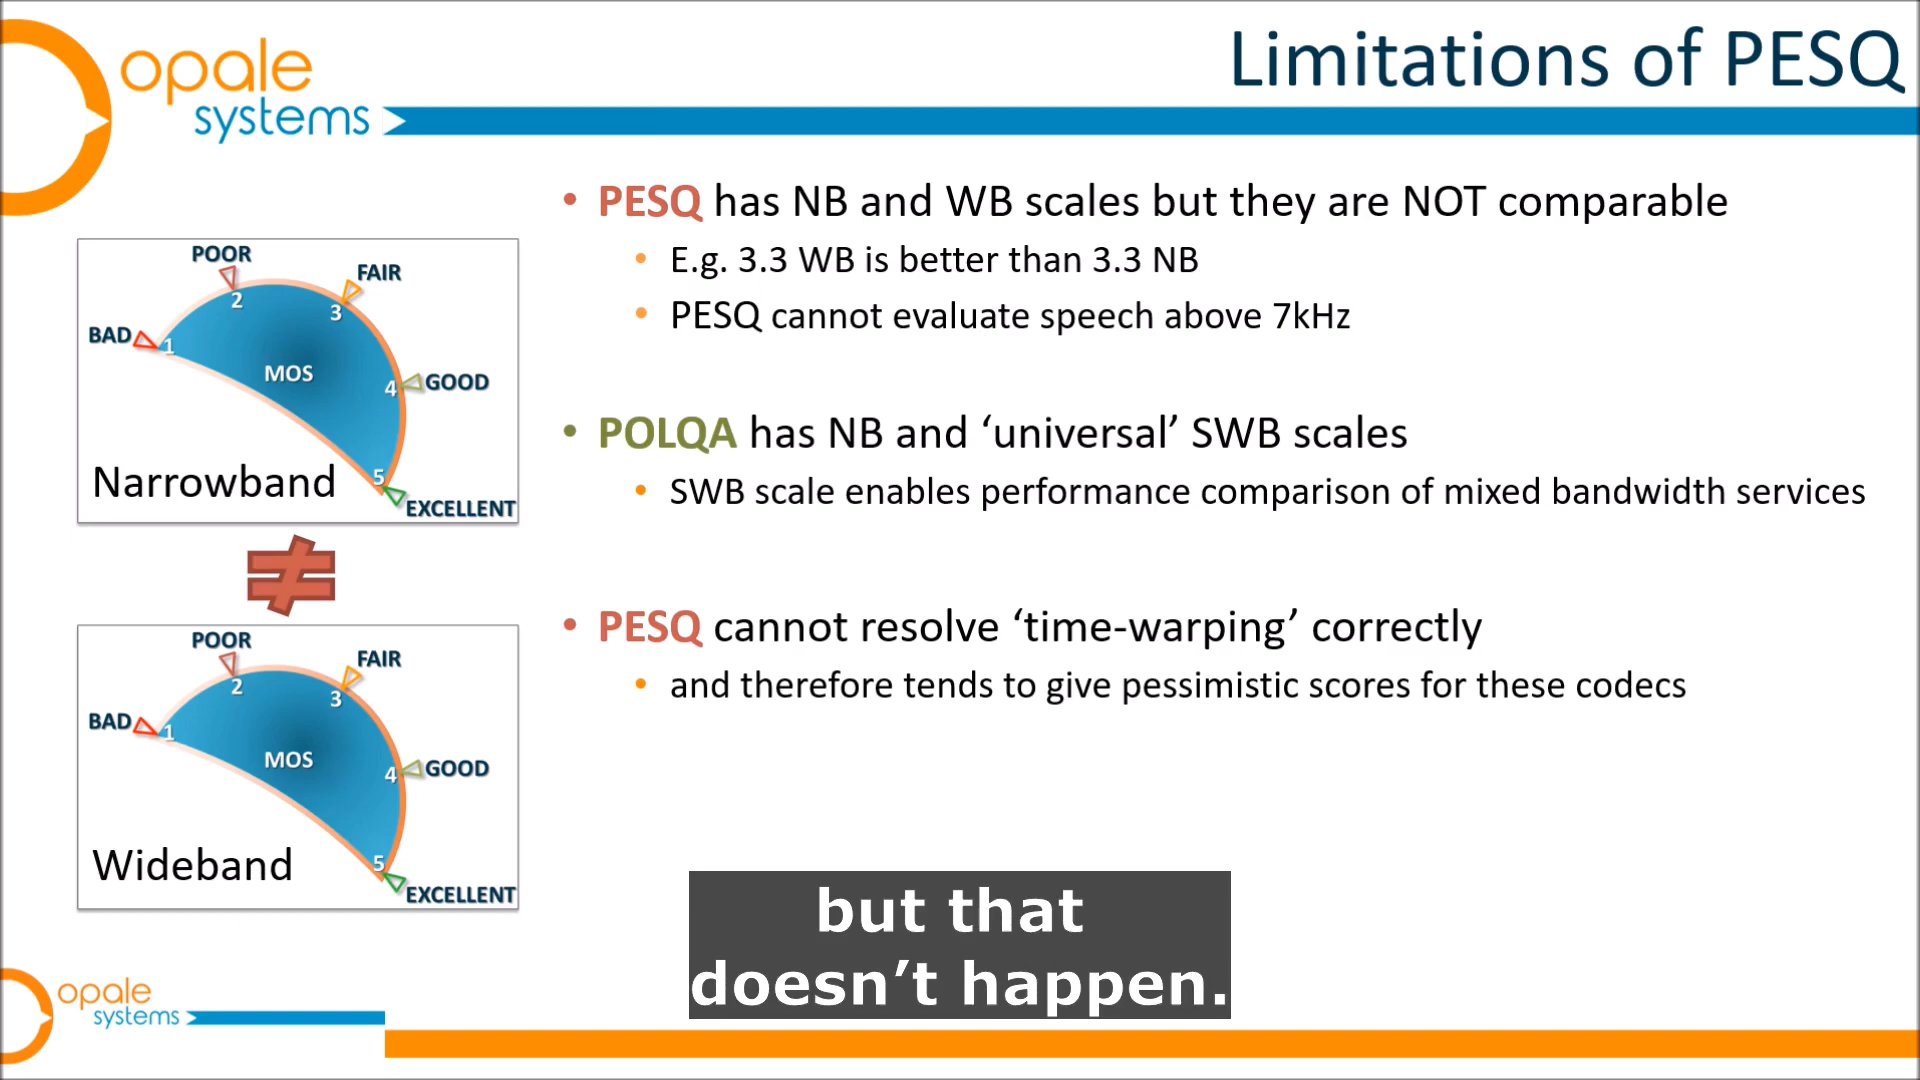 opale
systems
Limitations of PESQ
• PESQ has NB and WB scales but they are NOT comparable
• E.g. 3.3 WB is better than 3.3 NB
• PESQ cannot evaluate speech above 7kHz
• POLQA has NB and ‘universal’ SWB scales
• SWB scale enables performance comparison of mixed bandwidth services
• PESQ cannot resolve ‘time-warping’ correctly
• and therefore tends to give pessimistic scores for these codecs
POOR
FAIR
2
3
BAD
1
MOS
4
GOOD
5
Narrowband
EXCELLENT
≠
POOR
FAIR
2
3
BAD
1
MOS
4
GOOD
5
Wideband
EXCELLENT
but that
doesn’t happen.
opale
systems